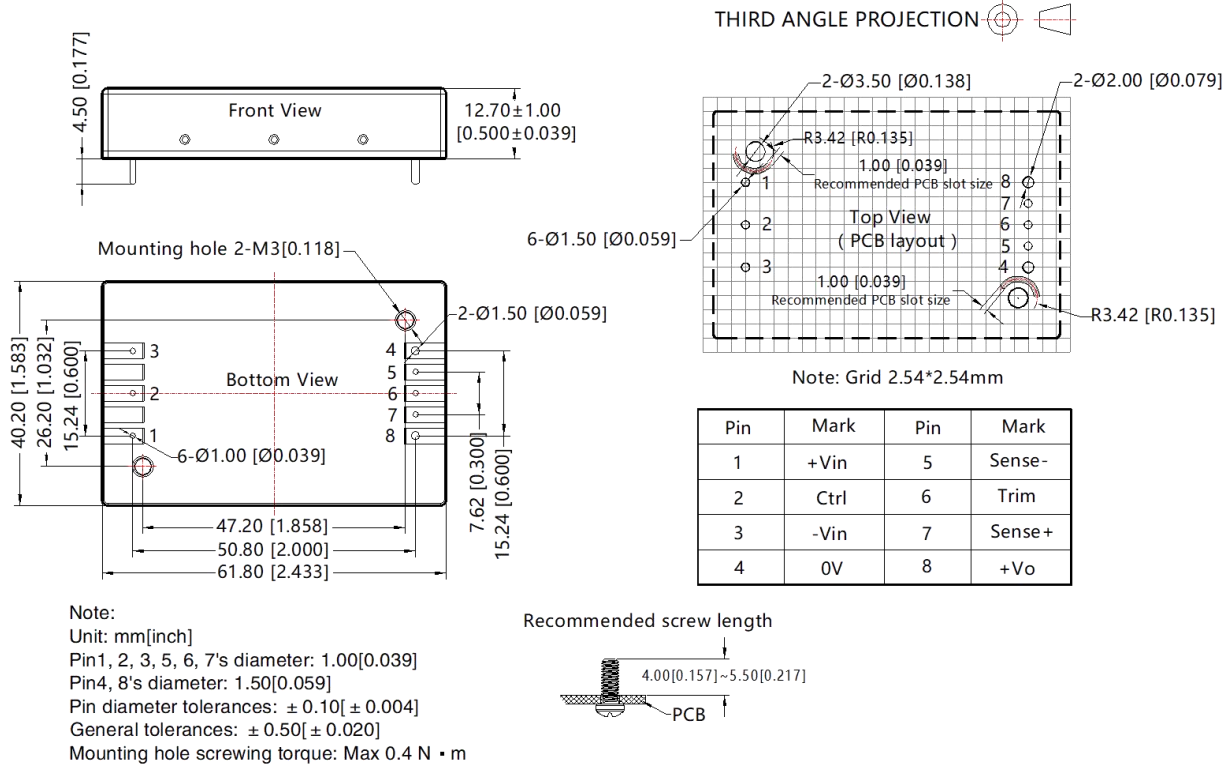 THIRD ANGLE PROJECTION
4.50 [0.177]
Front View
12.70±1.00
[0.500±0.039]
2-Ø3.50 [Ø0.138]
2-Ø2.00 [Ø0.079]
R3.42 [R0.135]
1.00 [0.039]
Recommended PCB slot size
1
2
3
8
7
6
5
4
Top View
( PCB layout )
6-Ø1.50 [Ø0.059]
1.00 [0.039]
Recommended PCB slot size
R3.42 [R0.135]
Note: Grid 2.54*2.54mm
Mounting hole 2-M3[0.118]
2-Ø1.50 [Ø0.059]
40.20 [1.583]
26.20 [1.032]
15.24 [0.600]
3
2
1
Bottom View
4
5
6
7
8
6-Ø1.00 [Ø0.039]
7.62 [0.300]
15.24 [0.600]
47.20 [1.858]
50.80 [2.000]
61.80 [2.433]
Pin Mark Pin Mark
1 +Vin 5 Sense-
2 Ctrl 6 Trim
3 -Vin 7 Sense+
4 0V 8 +Vo
Note:
Unit: mm[inch]
Pin1, 2, 3, 5, 6, 7's diameter: 1.00[0.039]
Pin4, 8's diameter: 1.50[0.059]
Pin diameter tolerances: ± 0.10[ ± 0.004]
General tolerances: ± 0.50[ ± 0.020]
Mounting hole screwing torque: Max 0.4 N · m
Recommended screw length
4.00[0.157]~5.50[0.217]
PCB